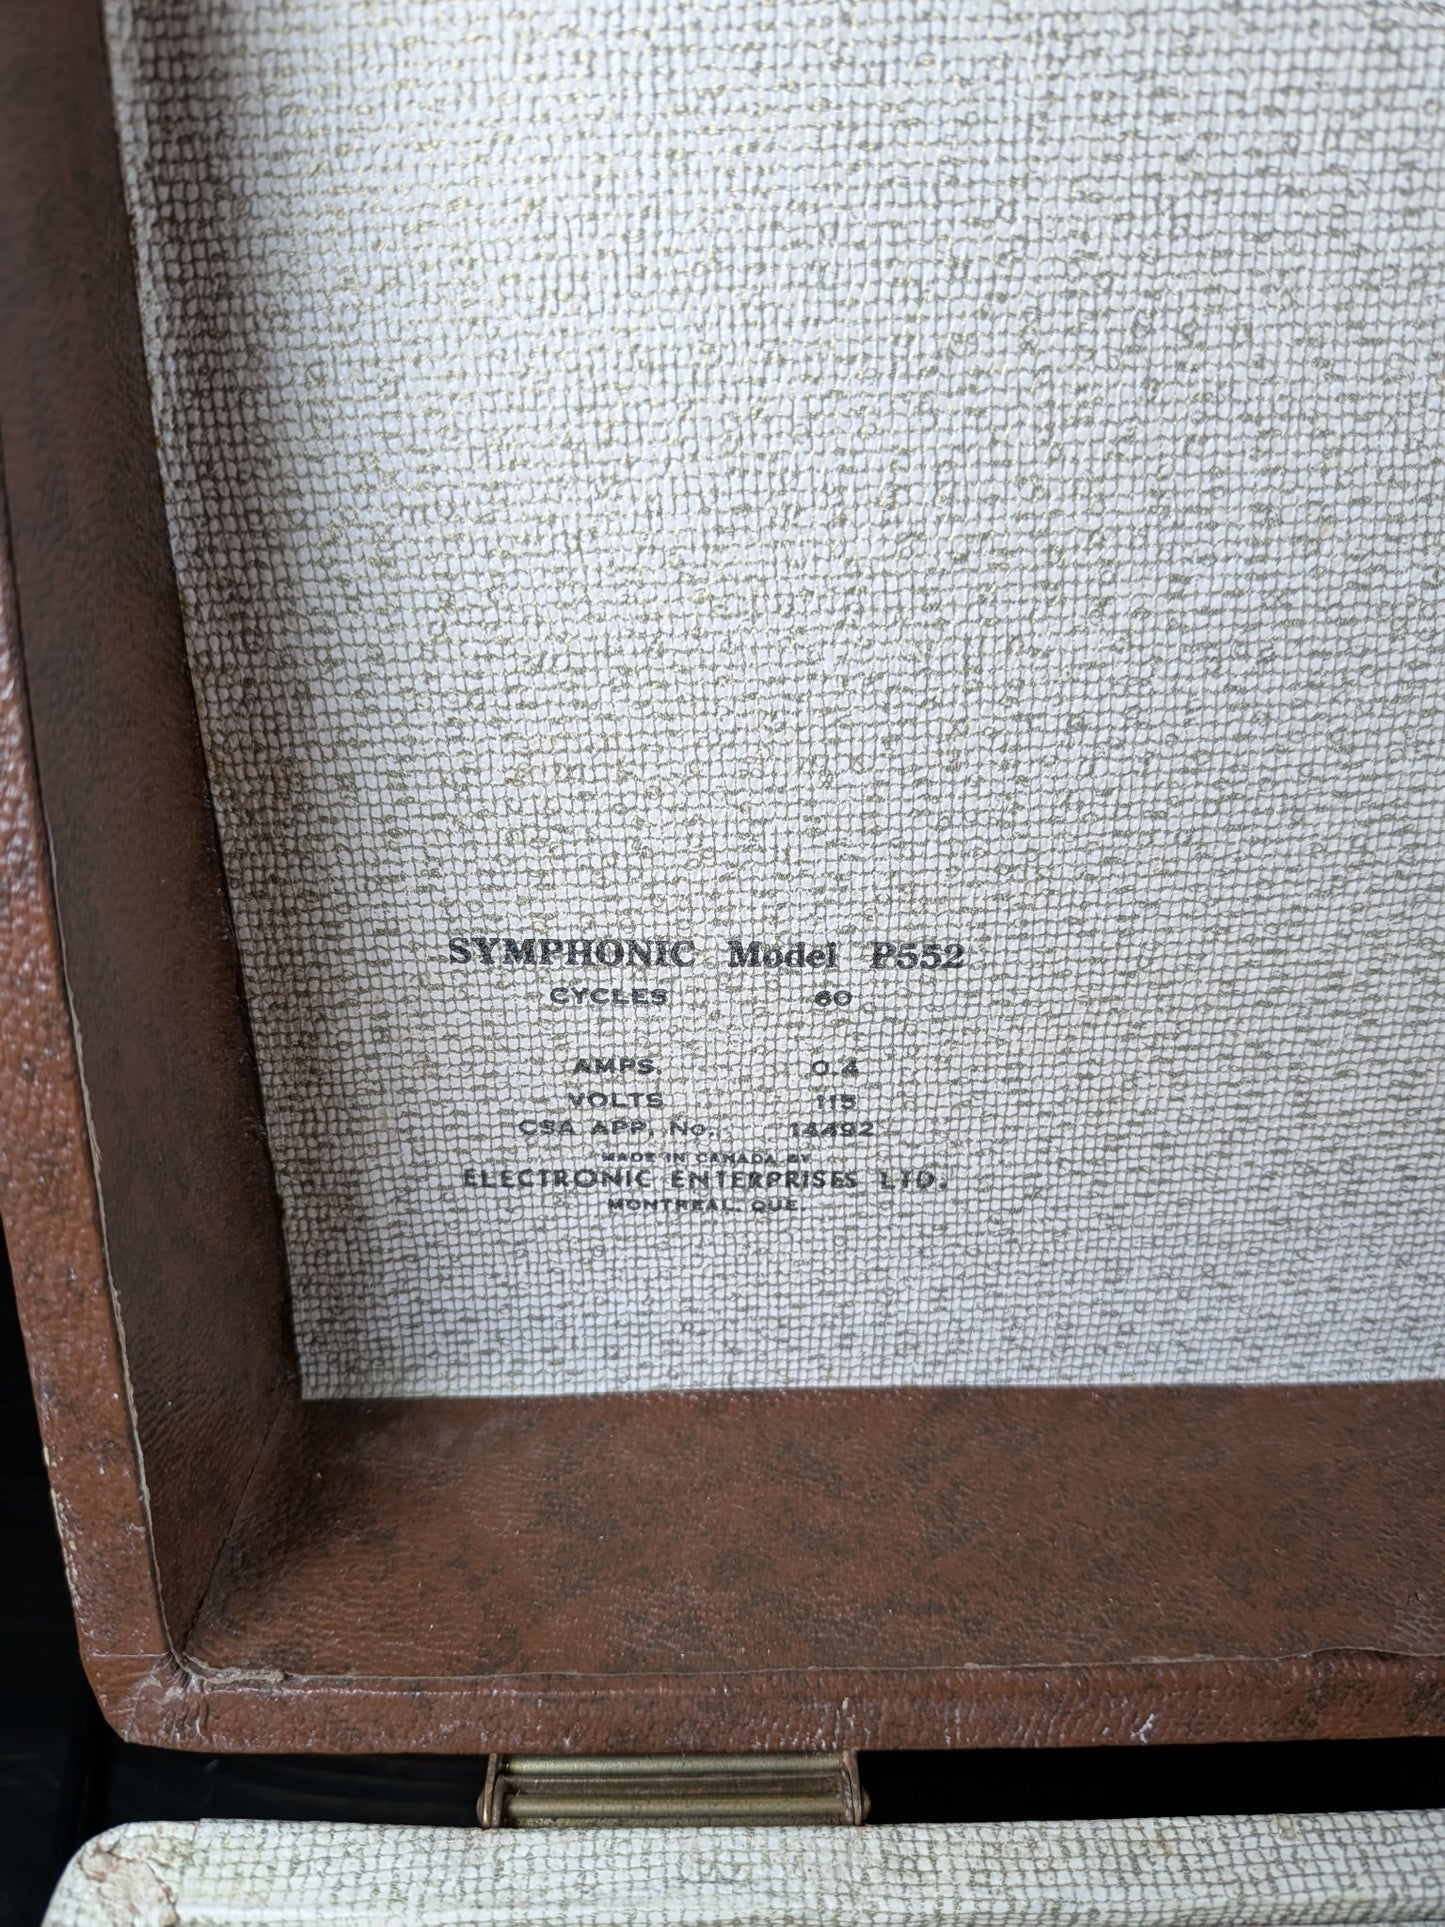 SYMPHONIC Model P552
CYCLES 60
AMPS. 0.4
VOLTS 115
CSA APP. No. 14492
MADE IN CANADA BY
ELECTRONIC ENTERPRISES LTD.
MONTREAL, QUE.